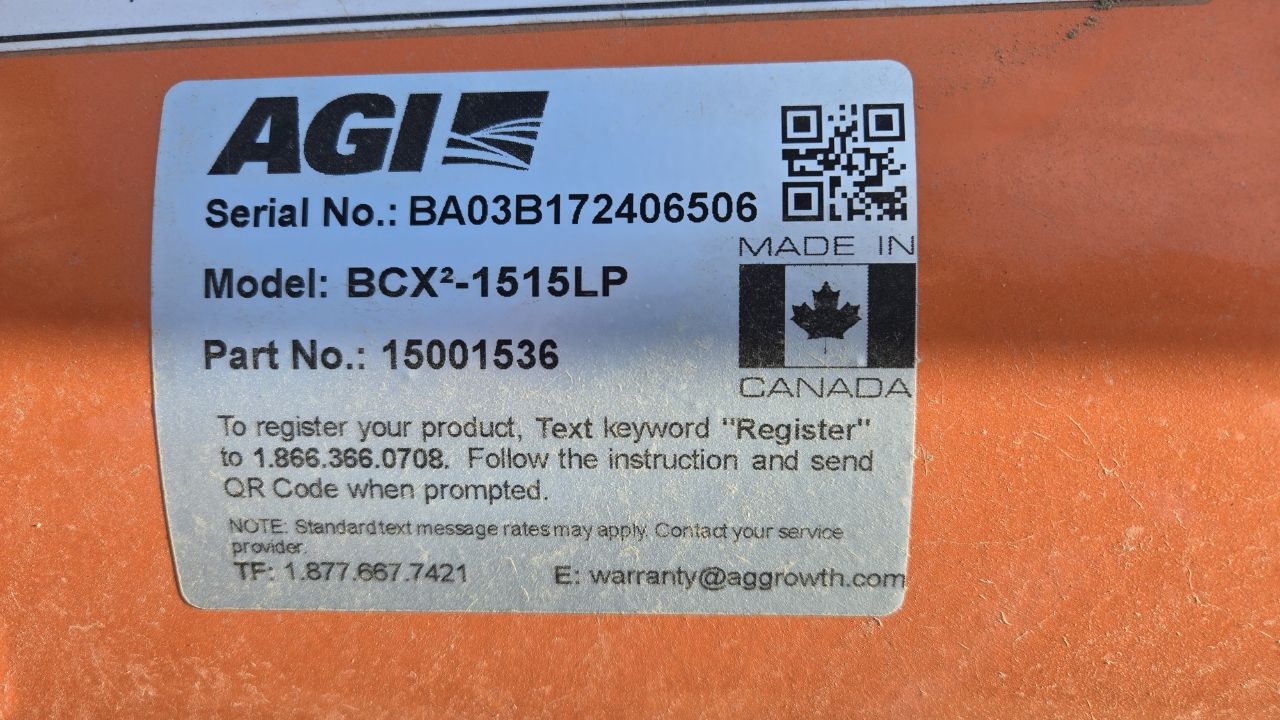 AGI
Serial No.: BA03B172406506
MADE IN
Model: BCX²-1515LP
Part No.: 15001536
CANADA
To register your product, Text keyword "Register"
to 1.866.366.0708. Follow the instruction and send
QR Code when prompted.
NOTE: Standard text message rates may apply. Contact your service
provider.
TF: 1.877.667.7421 E: warranty@aggrowth.com